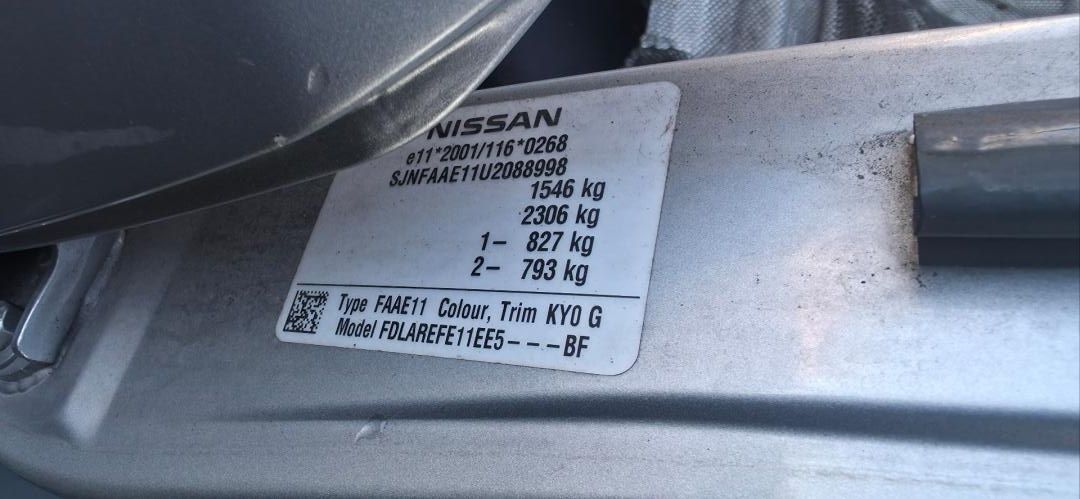 NISSAN
e11*2001/116*0268
SJNFAAE11U2088998
1546 kg
2306 kg
1- 827 kg
2- 793 kg
Type FAAE11 Colour, Trim KY0 G
Model FDLAREFE11EE5---BF